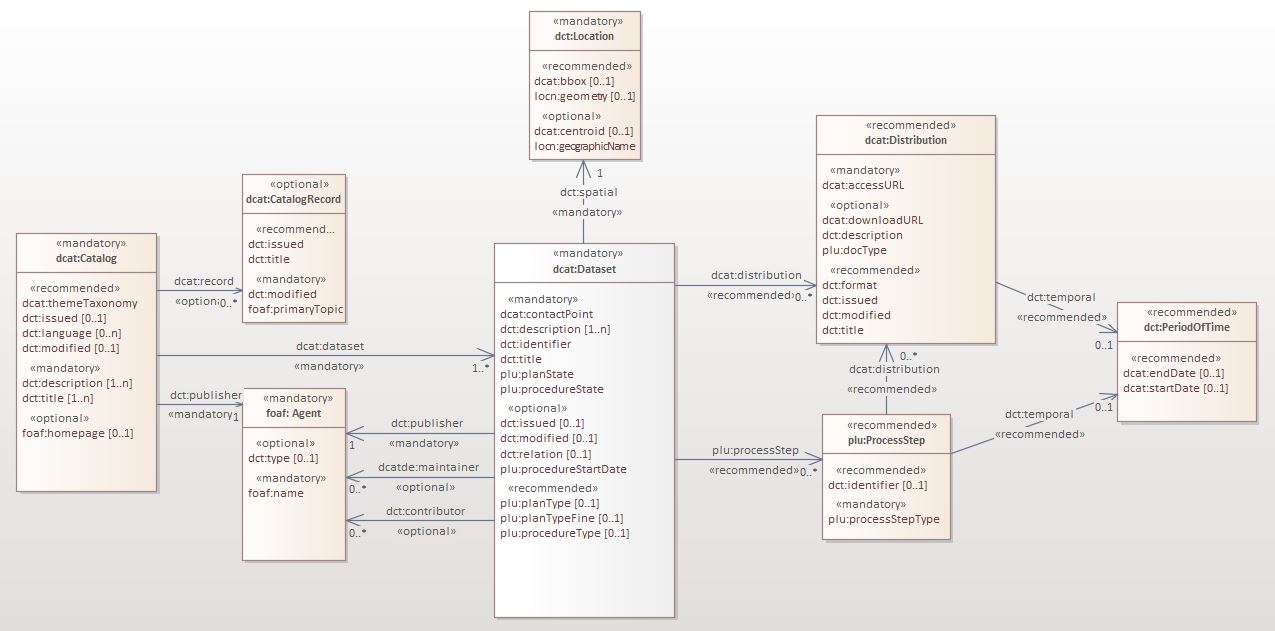 «mandatory»
dct:Location
«recommended»
dcat:bbox [0..1]
locn:geometry [0..1]
«optional»
dcat:centroid [0..1]
locn:geographicName
1
dct:spatial
«mandatory»
«optional»
dcat:CatalogRecord
«recommend...
dct:issued
dct:title
«mandatory»
dct:modified
foaf:primaryTopic
«mandatory»
dcat:Catalog
«recommended»
dcat:themeTaxonomy
dct:issued [0..1]
dct:language [0..n]
dct:modified [0..1]
«mandatory»
dct:description [1..n]
dct:title [1..n]
«optional»
foaf:homepage [0..1]
dcat:record
«option
0..*
dcat:dataset
«mandatory»
1..*
dct:publisher
«mandatory
1
«mandatory»
foaf: Agent
«optional»
dct:type [0..1]
«mandatory»
foaf:name
dct:publisher
«mandatory»
1
dcatde:maintainer
«optional»
0..*
dct:contributor
«optional»
0..*
«mandatory»
dcat:Dataset
«mandatory»
dcat:contactPoint
dct:description [1..n]
dct:identifier
dct:title
plu:planState
plu:procedureState
«optional»
dct:issued [0..1]
dct:modified [0..1]
dct:relation [0..1]
plu:procedureStartDate
«recommended»
plu:planType [0..1]
plu:planTypeFine [0..1]
plu:procedureType [0..1]
dcat:distribution
«recommended»
0..*
plu:processStep
«recommended»
0..*
«recommended»
dcat:Distribution
«mandatory»
dcat:accessURL
«optional»
dcat:downloadURL
dct:description
plu:docType
«recommended»
dct:format
dct:issued
dct:modified
dct:title
0..*
dcat:distribution
«recommended»
«recommended»
plu:ProcessStep
«recommended»
dct:identifier [0..1]
«mandatory»
plu:processStepType
dct:temporal
«recommended»
0..1
dct:temporal
0..1
«recommended»
«recommended»
dct:PeriodOfTime
«recommended»
dcat:endDate [0..1]
dcat:startDate [0..1]